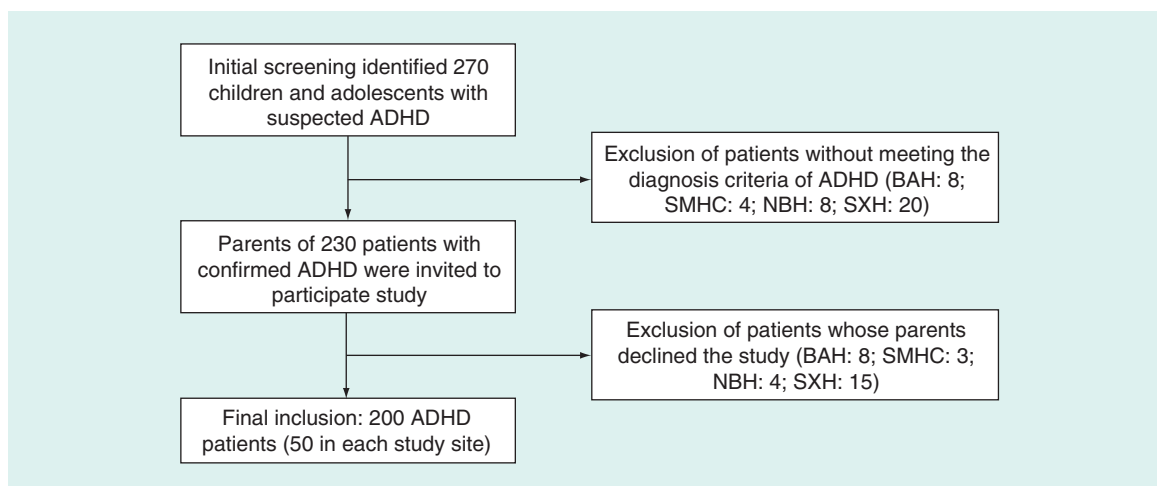 Initial screening identified 270
children and adolescents with
suspected ADHD
Exclusion of patients without meeting the
diagnosis criteria of ADHD (BAH: 8;
SMHC: 4; NBH: 8; SXH: 20)
Parents of 230 patients with
confirmed ADHD were invited to
participate study
Exclusion of patients whose parents
declined the study (BAH: 8; SMHC: 3;
NBH: 4; SXH: 15)
Final inclusion: 200 ADHD
patients (50 in each study site)